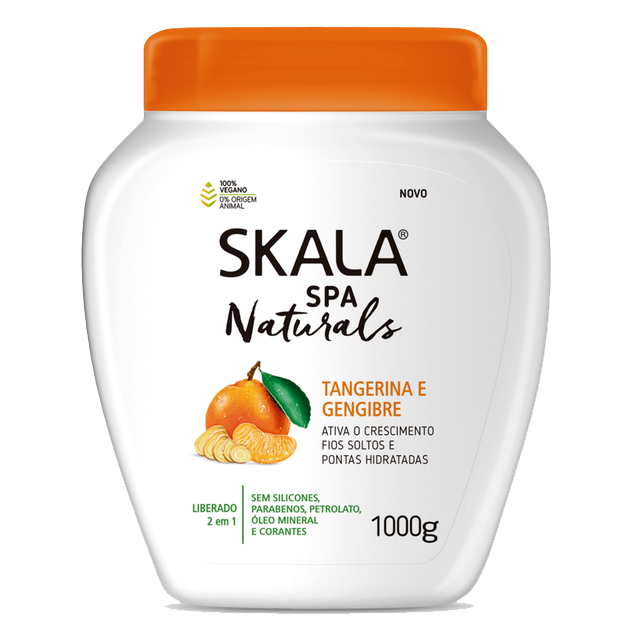 100%
VEGANO
0% ORIGEM
ANIMAL
NOVO
SKALA®
SPA
Naturals
TANGERINA E
GENGIBRE
ATIVA O CRESCIMENTO
FIOS SOLTOS E
PONTAS HIDRATADAS
LIBERADO
2 em 1
SEM SILICONES,
PARABENOS, PETROLATO,
ÓLEO MINERAL
E CORANTES
1000g